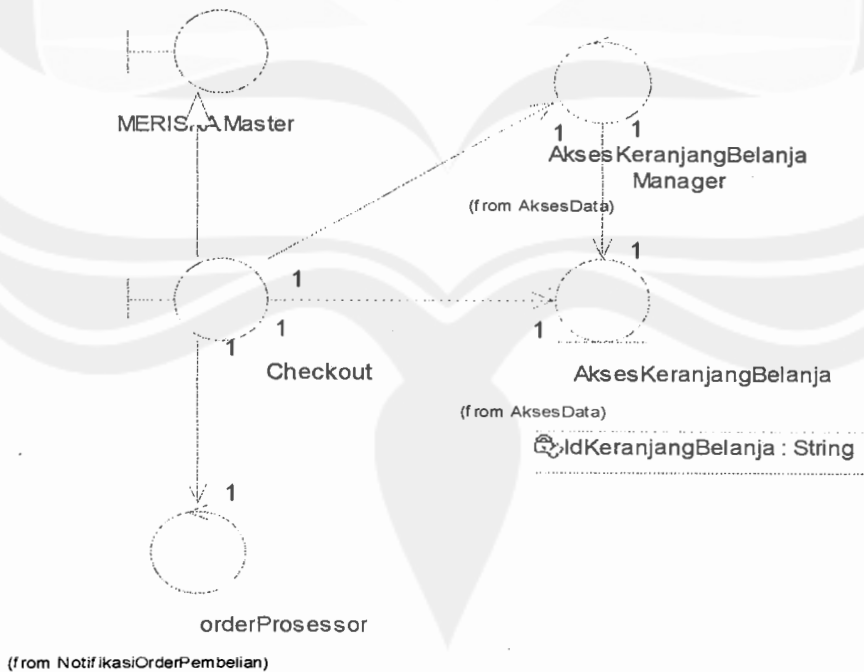 Master
1 1
AksesKeranjangBelanja
Manager
(from AksesData)
1
1
1 1
1
Checkout
AksesKeranjangBelanja
(from AksesData)
IdKeranjangBelanja : String
1
orderProsessor
(from NotifikasiOrderPembelian)